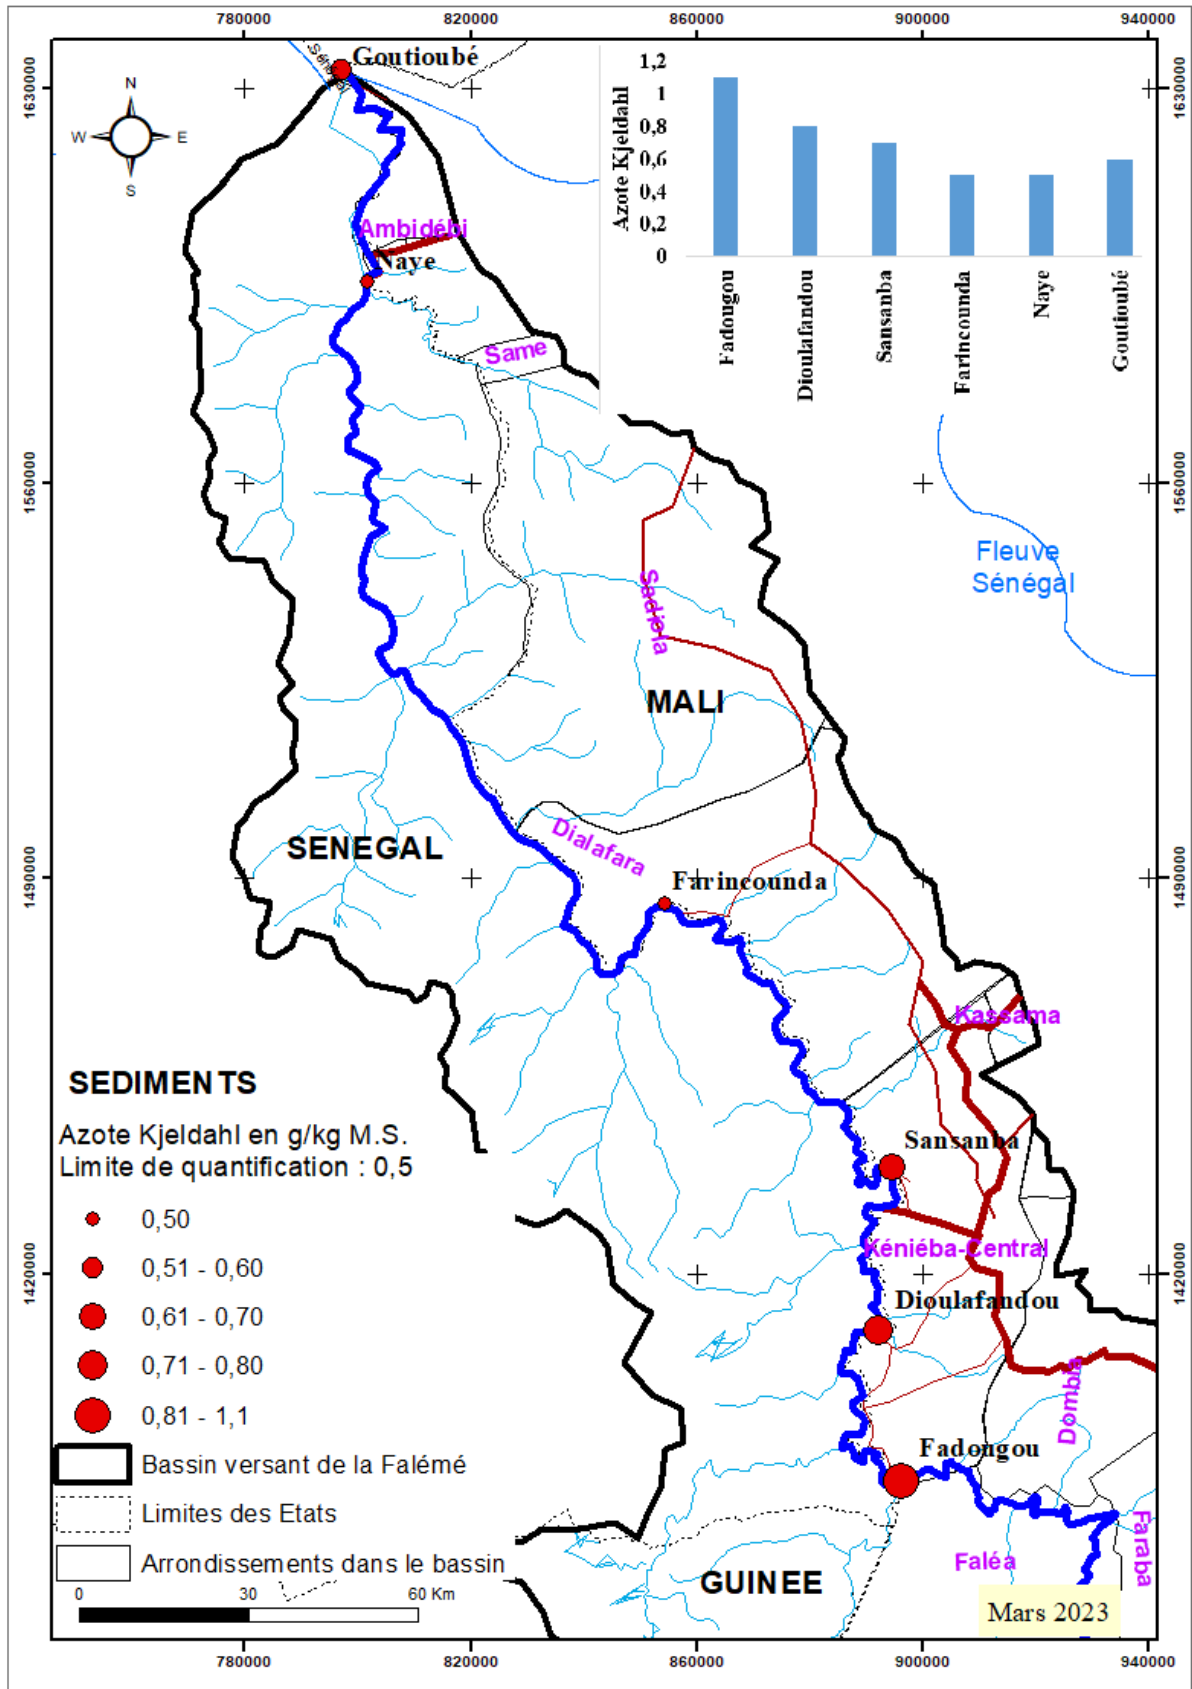 780000 820000 860000 900000 940000
1630000 1630000
1560000 1560000
1490000 1490000
1420000 1420000
N
W E
S
Sénégal
Goutioubé
Ambidébi
Naye
Same
Azote Kjeldahl
1,2
1
0,8
0,6
0,4
0,2
0
Fadougou
Dioulafandou
Sansanba
Farincounda
Naye
Goutioubé
Fleuve
Sénégal
Sadiola
MALI
SENEGAL
Dialafara
Farincounda
Kassama
Sansanba
Kéniéba-Central
Dioulafandou
Dombia
Fadougou
Faléa
Faraba
GUINEE
Mars 2023
SEDIMENTS
Azote Kjeldahl en g/kg M.S.
Limite de quantification : 0,5
0,50
0,51 - 0,60
0,61 - 0,70
0,71 - 0,80
0,81 - 1,1
Bassin versant de la Falémé
Limites des Etats
Arrondissements dans le bassin
0 30 60 Km
780000 820000 860000 900000 940000